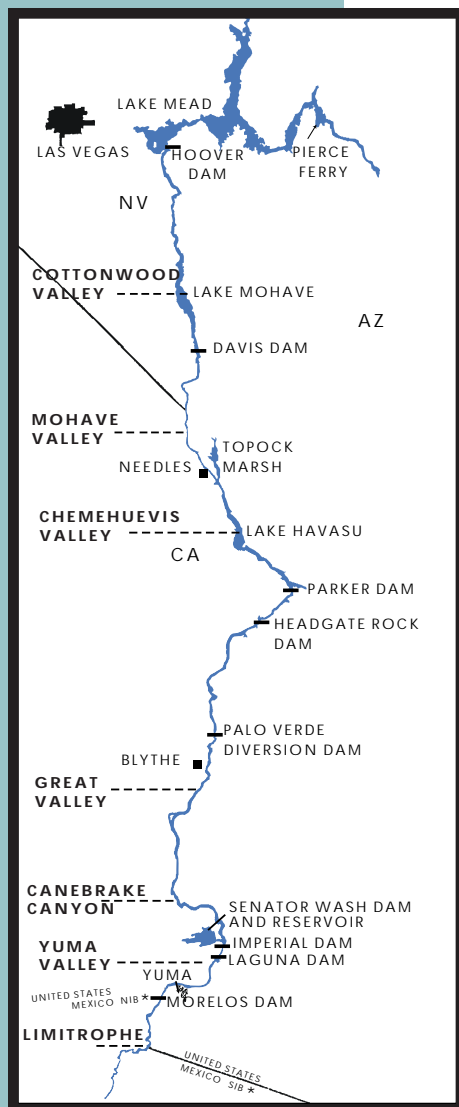 LAKE MEAD
LAS VEGAS
HOOVER
DAM
PIERCE
FERRY
NV
COTTONWOOD
VALLEY
LAKE MOHAVE
AZ
DAVIS DAM
MOHAVE
VALLEY
TOPOCK
MARSH
NEEDLES
CHEMEHUEVIS
VALLEY
LAKE HAVASU
CA
PARKER DAM
HEADGATE ROCK
DAM
PALO VERDE
DIVERSION DAM
BLYTHE
GREAT
VALLEY
CANEBRAKE
CANYON
SENATOR WASH DAM
AND RESERVOIR
IMPERIAL DAM
YUMA
VALLEY
LAGUNA DAM
YUMA
UNITED STATES
MEXICO NIB *
MORELOS DAM
LIMITROPHE
UNITED STATES
MEXICO SIB *